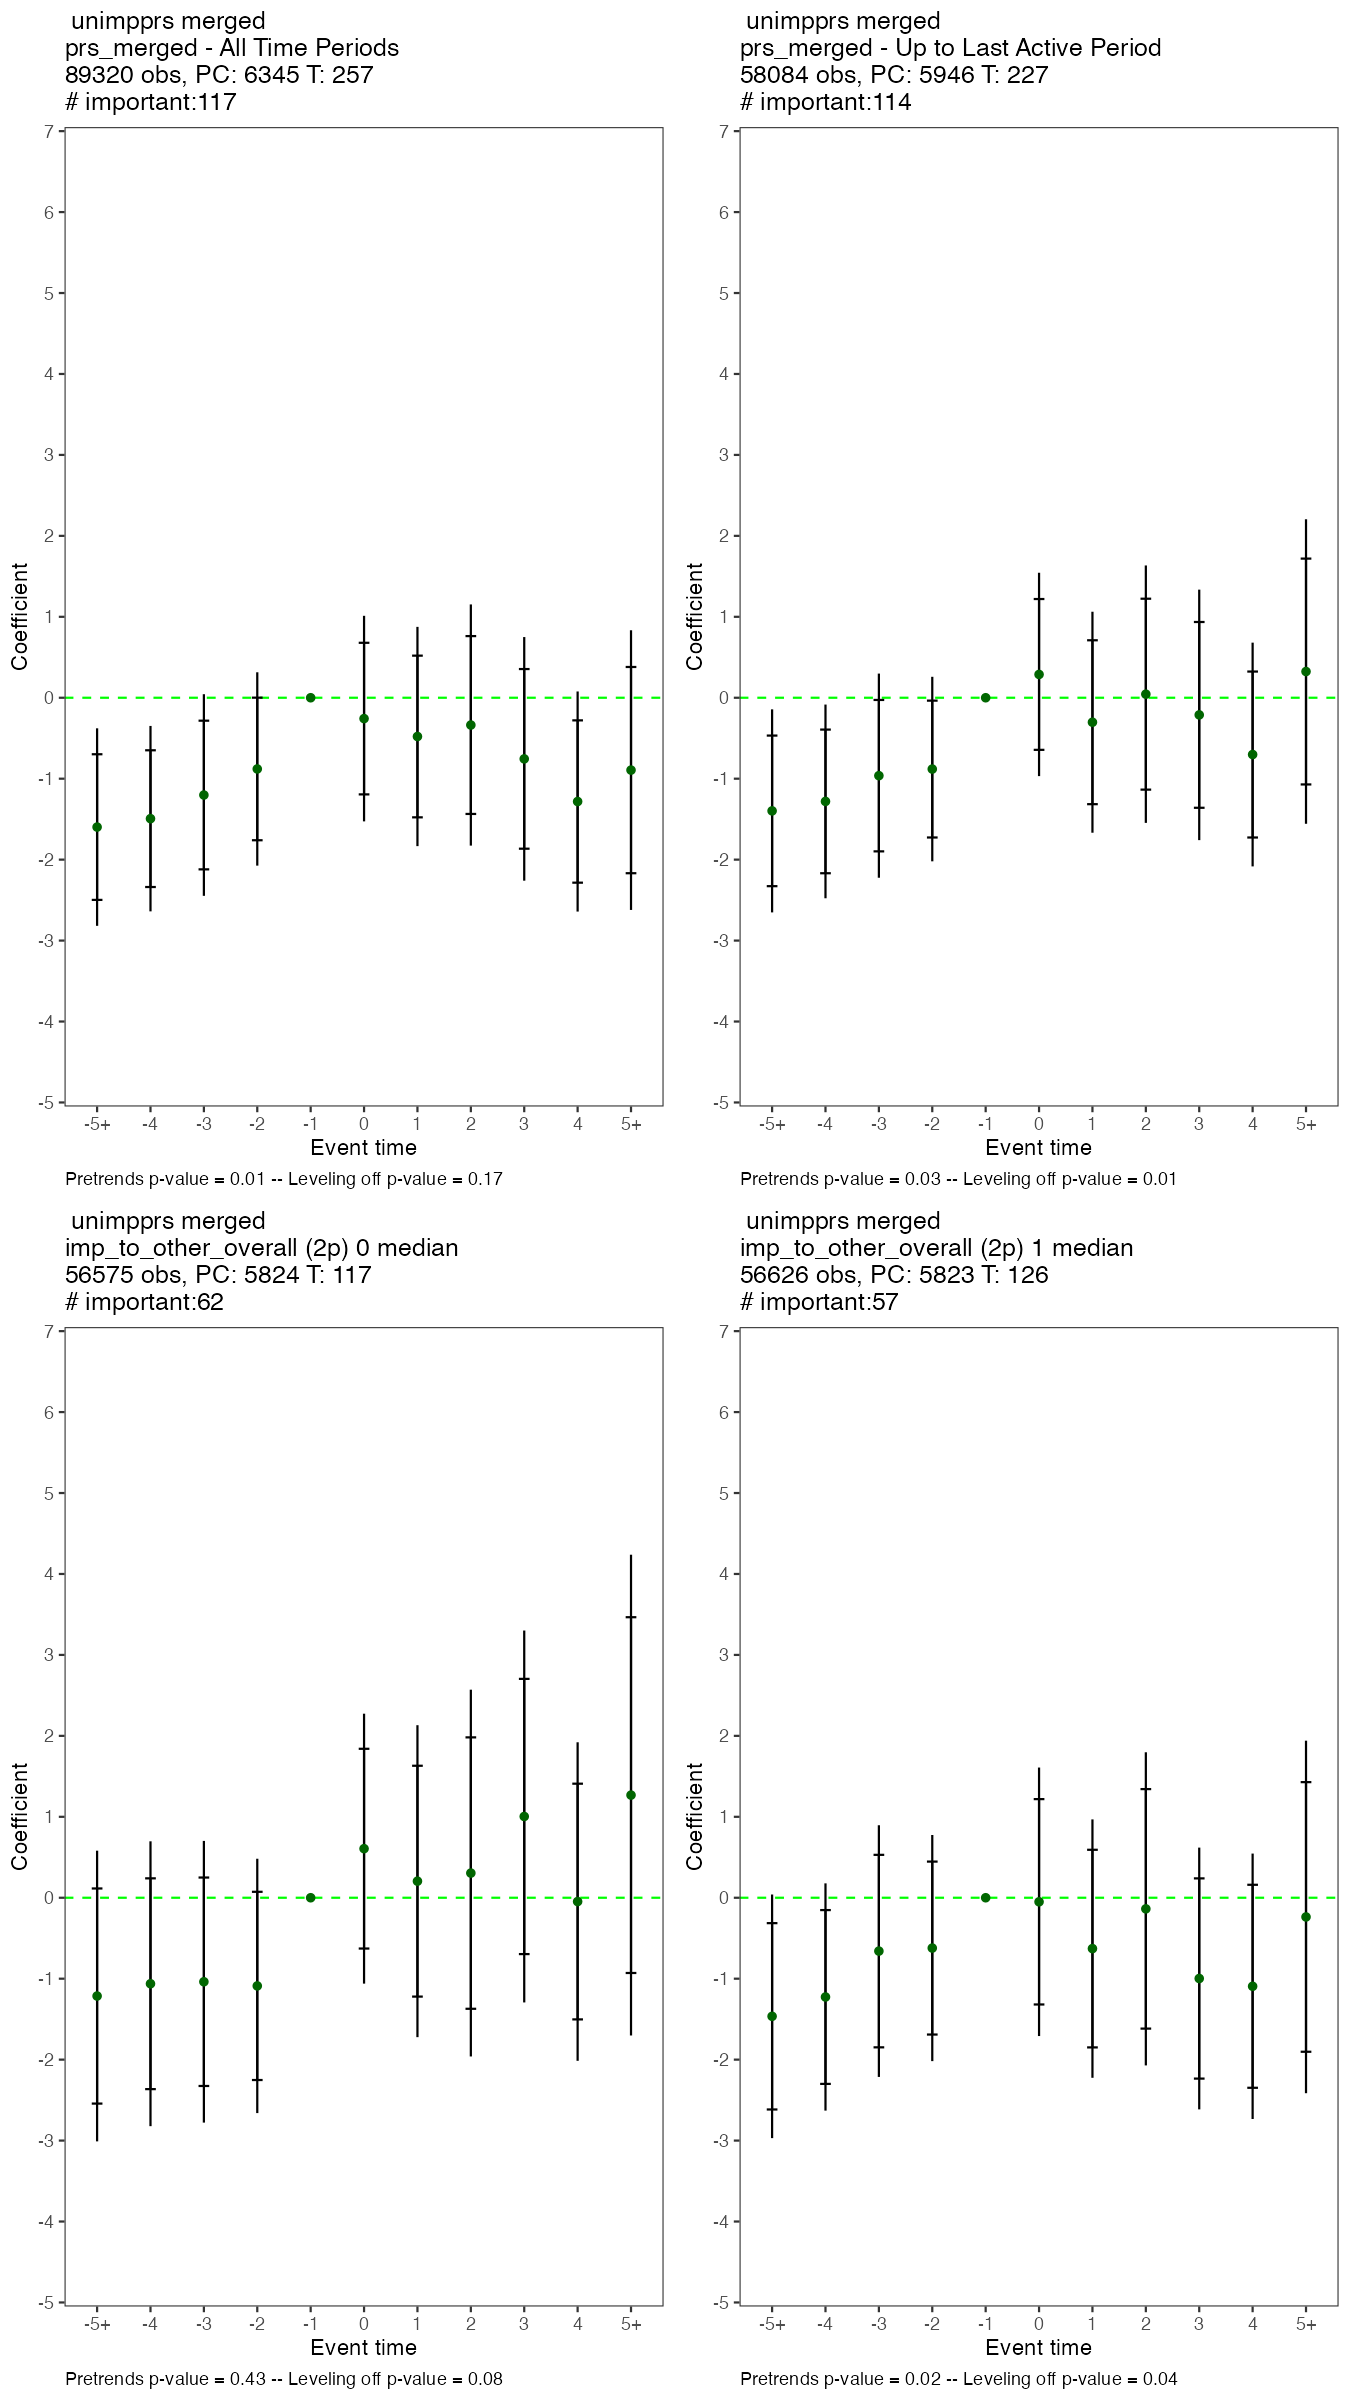 unimpprs merged
prs_merged - All Time Periods
89320 obs, PC: 6345 T: 257
# important:117
7
6
5
4
3
2
1
0
-1
-2
-3
-4
-5
Coefficient
-5+ -4 -3 -2 -1 0 1 2 3 4 5+
Event time
Pretrends p-value = 0.01 -- Leveling off p-value = 0.17
unimpprs merged
prs_merged - Up to Last Active Period
58084 obs, PC: 5946 T: 227
# important:114
7
6
5
4
3
2
1
0
-1
-2
-3
-4
-5
Coefficient
-5+ -4 -3 -2 -1 0 1 2 3 4 5+
Event time
Pretrends p-value = 0.03 -- Leveling off p-value = 0.01
unimpprs merged
imp_to_other_overall (2p) 0 median
56575 obs, PC: 5824 T: 117
# important:62
7
6
5
4
3
2
1
0
-1
-2
-3
-4
-5
Coefficient
-5+ -4 -3 -2 -1 0 1 2 3 4 5+
Event time
Pretrends p-value = 0.43 -- Leveling off p-value = 0.08
unimpprs merged
imp_to_other_overall (2p) 1 median
56626 obs, PC: 5823 T: 126
# important:57
7
6
5
4
3
2
1
0
-1
-2
-3
-4
-5
Coefficient
-5+ -4 -3 -2 -1 0 1 2 3 4 5+
Event time
Pretrends p-value = 0.02 -- Leveling off p-value = 0.04